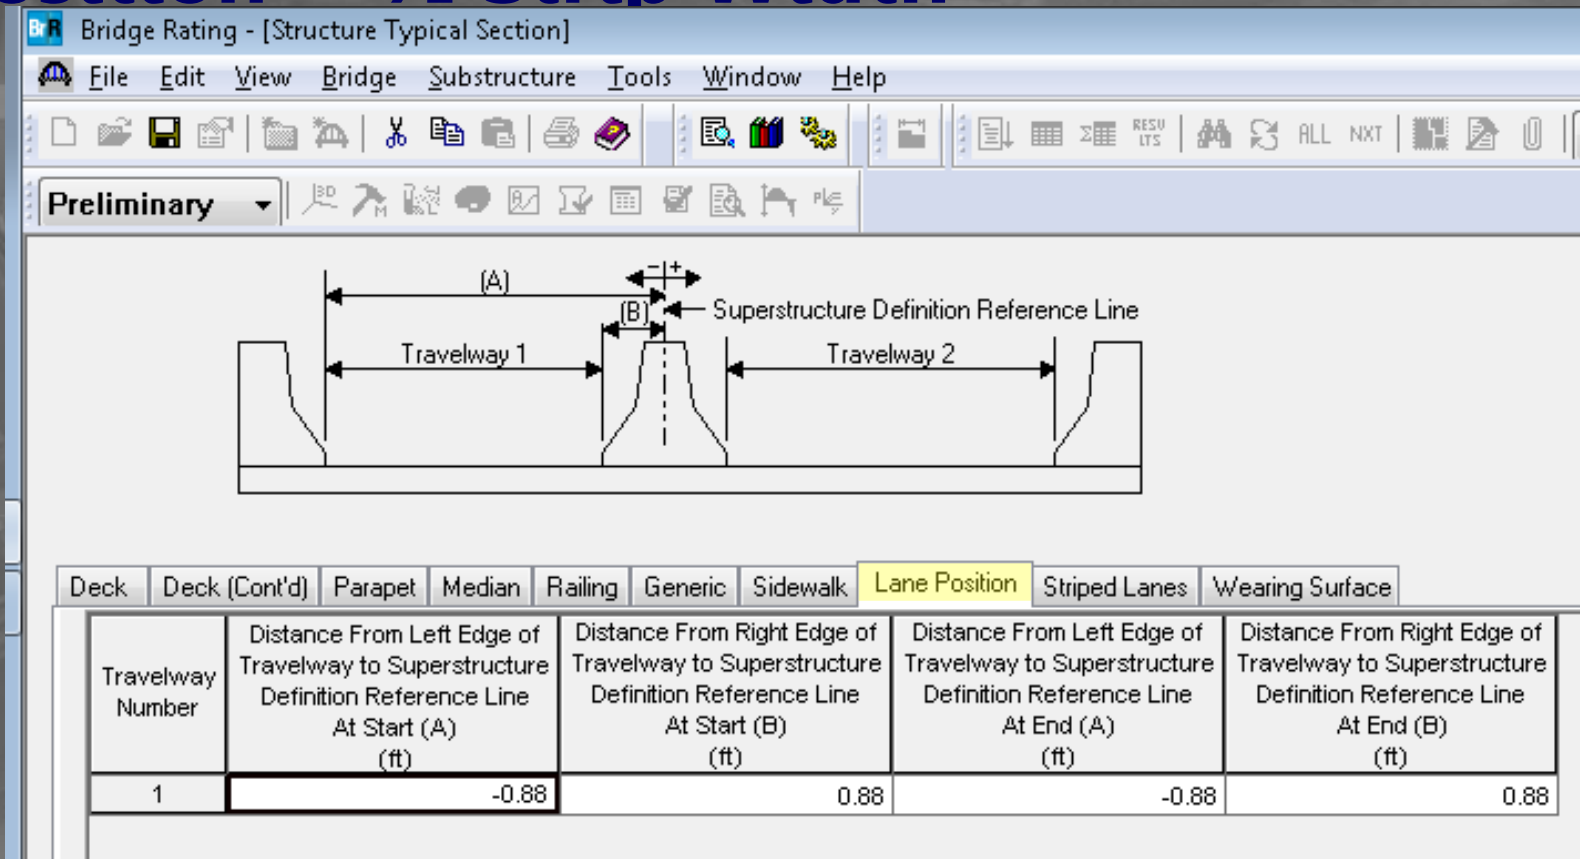 Strip Width
BrR Bridge Rating - [Structure Typical Section]
File Edit View Bridge Substructure Tools Window Help
RESU LTS ALL NXT
Preliminary
3D
(A)
- +
(B)
Superstructure Definition Reference Line
Travelway 1
Travelway 2
Deck Deck (Cont'd) Parapet Median Railing Generic Sidewalk Lane Position Striped Lanes Wearing Surface
Travelway Number
Distance From Left Edge of Travelway to Superstructure Definition Reference Line At Start (A) (ft)
Distance From Right Edge of Travelway to Superstructure Definition Reference Line At Start (B) (ft)
Distance From Left Edge of Travelway to Superstructure Definition Reference Line At End (A) (ft)
Distance From Right Edge of Travelway to Superstructure Definition Reference Line At End (B) (ft)
1 -0.88 0.88 -0.88 0.88